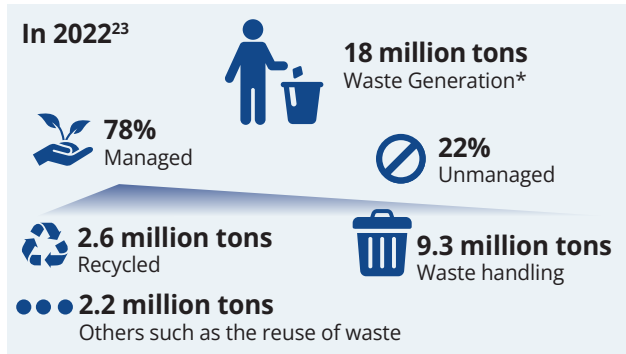 In 2022²³
18 million tons
Waste Generation*
78%
Managed
22%
Unmanaged
2.6 million tons
Recycled
9.3 million tons
Waste handling
2.2 million tons
Others such as the reuse of waste